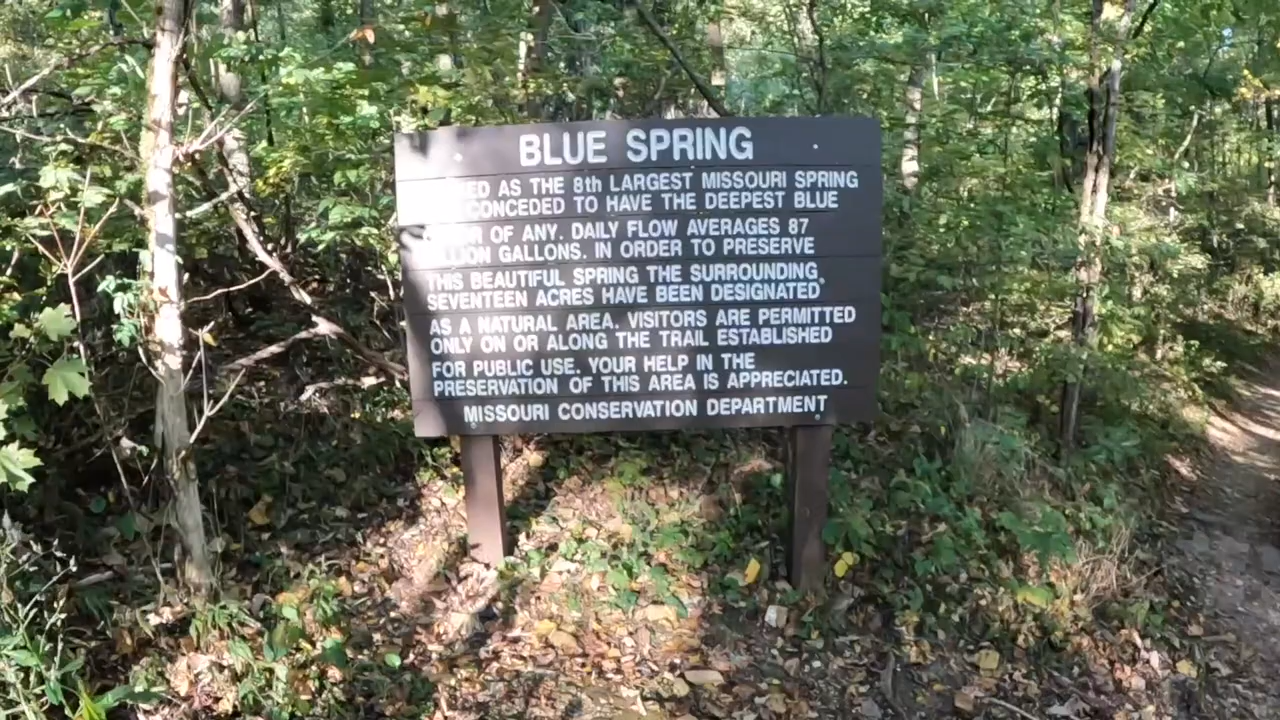 BLUE SPRING
AS THE 8th LARGEST MISSOURI SPRING
CONCEDED TO HAVE THE DEEPEST BLUE
OF ANY. DAILY FLOW AVERAGES 87
GALLONS. IN ORDER TO PRESERVE
THIS BEAUTIFUL SPRING THE SURROUNDING
SEVENTEEN ACRES HAVE BEEN DESIGNATED
AS A NATURAL AREA. VISITORS ARE PERMITTED
ONLY ON OR ALONG THE TRAIL ESTABLISHED
FOR PUBLIC USE. YOUR HELP IN THE
PRESERVATION OF THIS AREA IS APPRECIATED.
MISSOURI CONSERVATION DEPARTMENT